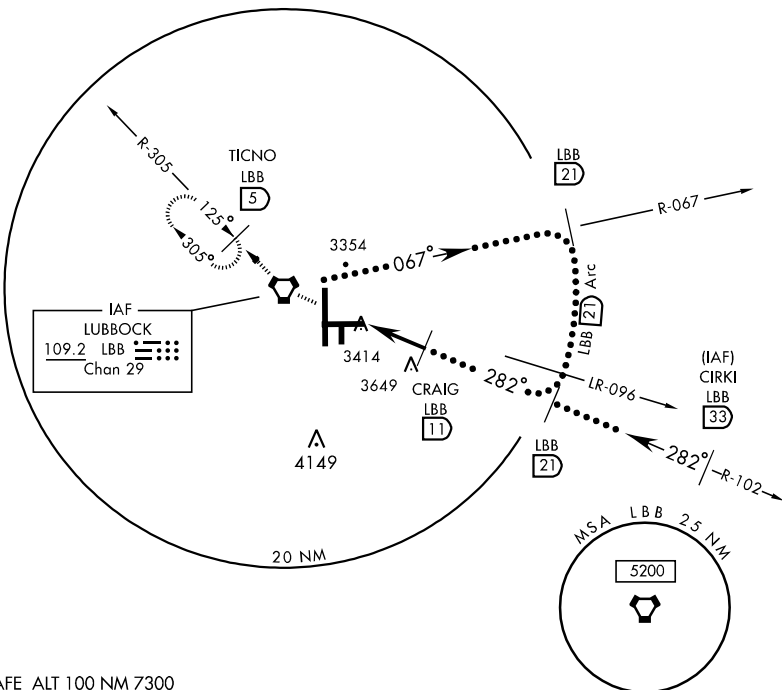 R-305
TICNO
LBB
5
125°
305°
LBB
21
R-067
3354
067°
LBB 21 Arc
IAF
LUBBOCK
109.2 LBB
Chan 29
3414
3649
CRAIG
LBB
11
282°
LR-096
(IAF)
CIRKI
LBB
33
282°
R-102
LBB
21
4149
20 NM
MSA LBB 25 NM
5200
AFE ALT 100 NM 7300